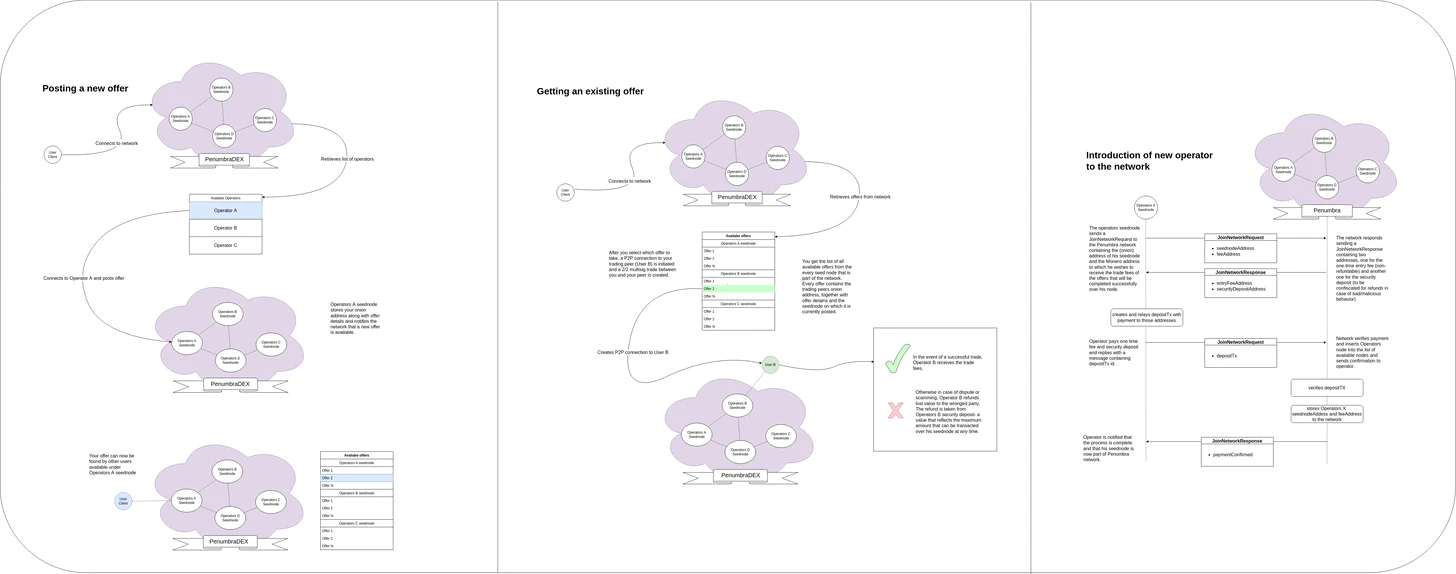 Posting a new offer
Operators B
Seednode
Operators A
Seednode
Operators C
Seednode
Operators D
Seednode
PenumbraDEX
User
Client
Connects to network
Retrieves list of operators
Avaliable Operators
Operator A
Operator B
Operator C
Connects to Operator A and posts offer
Operators B
Seednode
Operators A
Seednode
Operators C
Seednode
Operators D
Seednode
PenumbraDEX
Operators A seednode
stores your onion
address along with offer
details and notifies the
network that a new offer
is available.
Your offer can now be
found by other users
available under
Operators A seednode
User
Client
Operators B
Seednode
Operators A
Seednode
Operators C
Seednode
Operators D
Seednode
PenumbraDEX
Availabe offers
Operators A seednode
Offer 1
Offer 2
Offer N
Operators B seednode
Offer 1
Offer 2
Offer N
Operators C seednode
Offer 1
Offer 2
Offer N
Getting an existing offer
Operators B
Seednode
Operators A
Seednode
Operators C
Seednode
Operators D
Seednode
PenumbraDEX
User
Client
Connects to network
Retrieves offers from network
After you select which offer to
take, a P2P connection to your
trading peer (User B) is initiated
and a 2/2 multisig trade between
you and your peer is created.
Availabe offers
Operators A seednode
Offer 1
Offer 2
Offer N
Operators B seednode
Offer 1
Offer 2
Offer N
Operators C seednode
Offer 1
Offer 2
Offer N
You get the list of all
available offers from the
every seed node that is
part of the network.
Every offer contains the
trading peers onion
address, together with
offer detains and the
seednode on which it is
currently posted.
Creates P2P connection to User B
User B
Operators B
Seednode
Operators A
Seednode
Operators C
Seednode
Operators D
Seednode
PenumbraDEX
In the event of a successful trade,
Operator B receives the trade
fees.
Otherwise in case of dispute or
scamming, Operator B refunds
lost value to the wronged party.
The refund is taken from
Operators B security deposit- a
value that reflects the maximum
amount that can be transacted
over his seednode at any time.
Introduction of new operator
to the network
Operators B
Seednode
Operators A
Seednode
Operators C
Seednode
Operators D
Seednode
Penumbra
Operators X
Seednode
The operators seednode
sends a
JoinNetworkRequest to
the Penumbra network
containing the (onion)
address of his seednode
and the Monero address
to which he wishes to
receive the trade fees of
the offers that will be
completed successfully
over his node.
JoinNetworkRequest
seednodeAddress
feeAddress
JoinNetworkResponse
entryFeeAddress
securityDepositAddress
The network responds
sending a
JoinNetworkResponse
containing two
addresses, one for the
one-time entry fee (non-
refundable) and another
one for the security
deposit (to be
confiscated for refunds in
case of bad/malicious
behavior)
creates and relays depositTx with
payment to those addresses
Operator pays one time
fee and security deposit
and replies with a
message containing
depositTx id.
JoinNetworkRequest
depositTx
Network verifies payment
and inserts Operators
node into the list of
available nodes and
sends confirmation to
operator.
verifies depositTX
stores Operators X
seednodeAddess and feeAddress
to the network
Operator is notified that
the process is complete
and that his seednode is
now part of Penumbra
network.
JoinNetworkResponse
paymentConfirmed